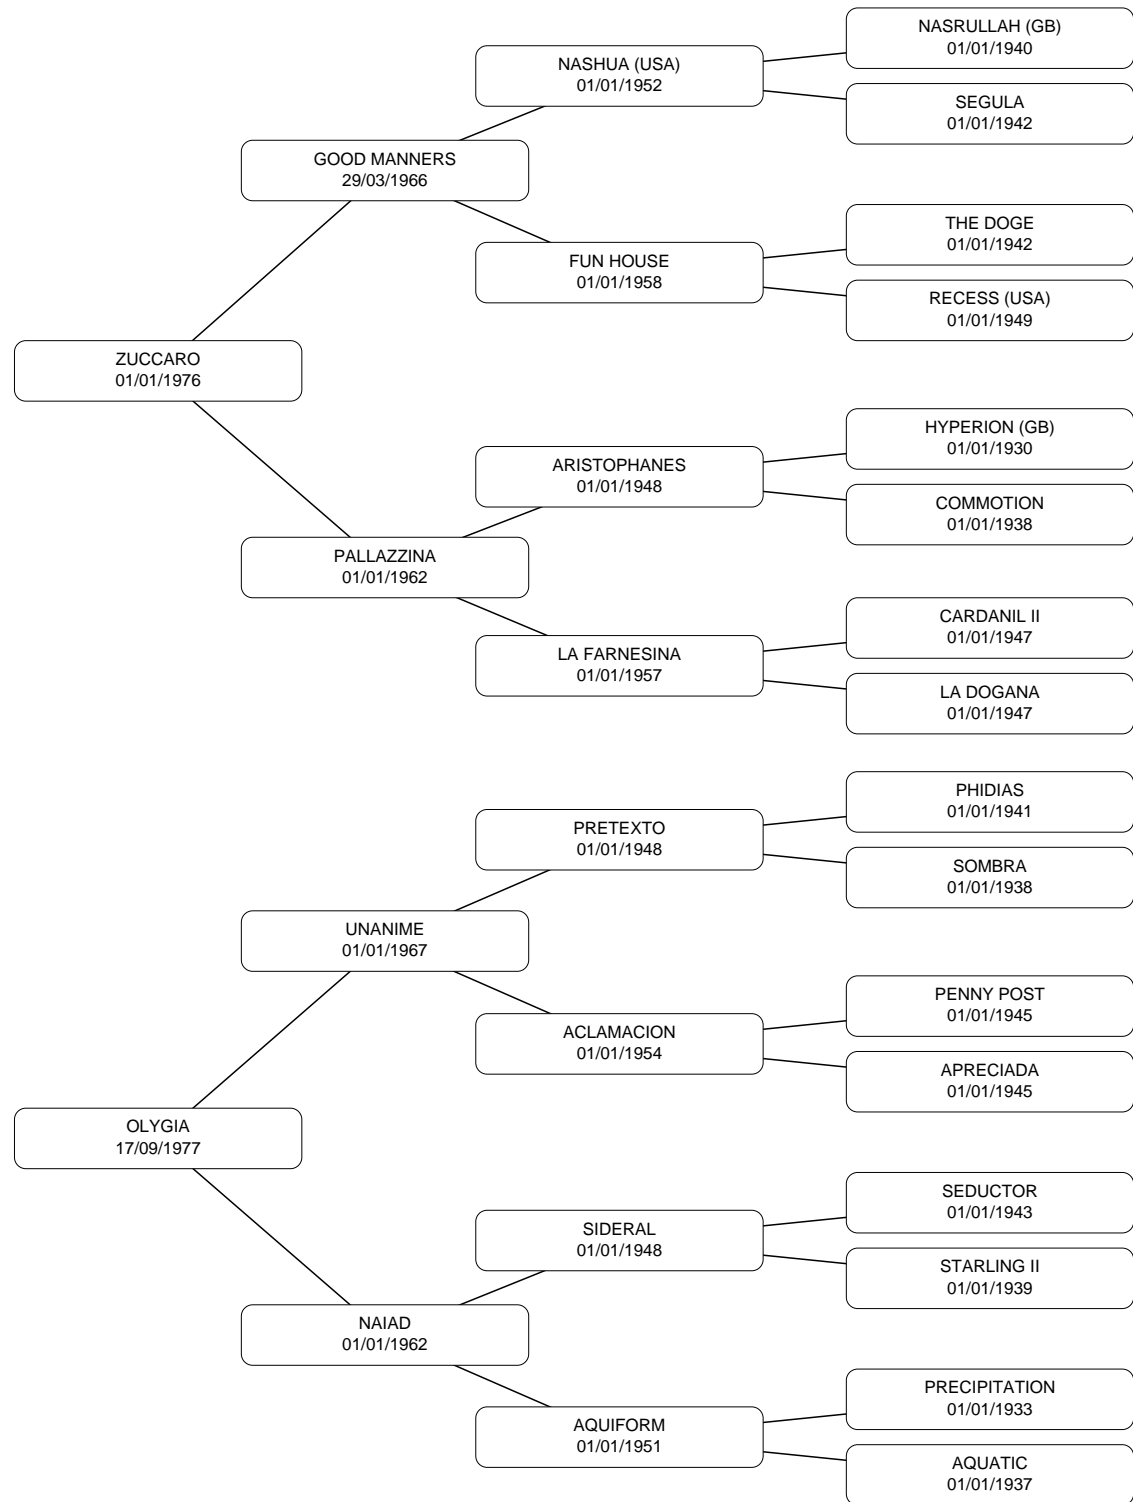 NASRULLAH (GB)
01/01/1940
NASHUA (USA)
01/01/1952
SEGULA
01/01/1942
GOOD MANNERS
29/03/1966
THE DOGE
01/01/1942
FUN HOUSE
01/01/1958
RECESS (USA)
01/01/1949
ZUCCARO
01/01/1976
HYPERION (GB)
01/01/1930
ARISTOPHANES
01/01/1948
COMMOTION
01/01/1938
PALLAZZINA
01/01/1962
CARDANIL II
01/01/1947
LA FARNESINA
01/01/1957
LA DOGANA
01/01/1947
PHIDIAS
01/01/1941
PRETEXTO
01/01/1948
SOMBRA
01/01/1938
UNANIME
01/01/1967
PENNY POST
01/01/1945
ACLAMACION
01/01/1954
APRECIADA
01/01/1945
OLYGIA
17/09/1977
SEDUCTOR
01/01/1943
SIDERAL
01/01/1948
STARLING II
01/01/1939
NAIAD
01/01/1962
PRECIPITATION
01/01/1933
AQUIFORM
01/01/1951
AQUATIC
01/01/1937